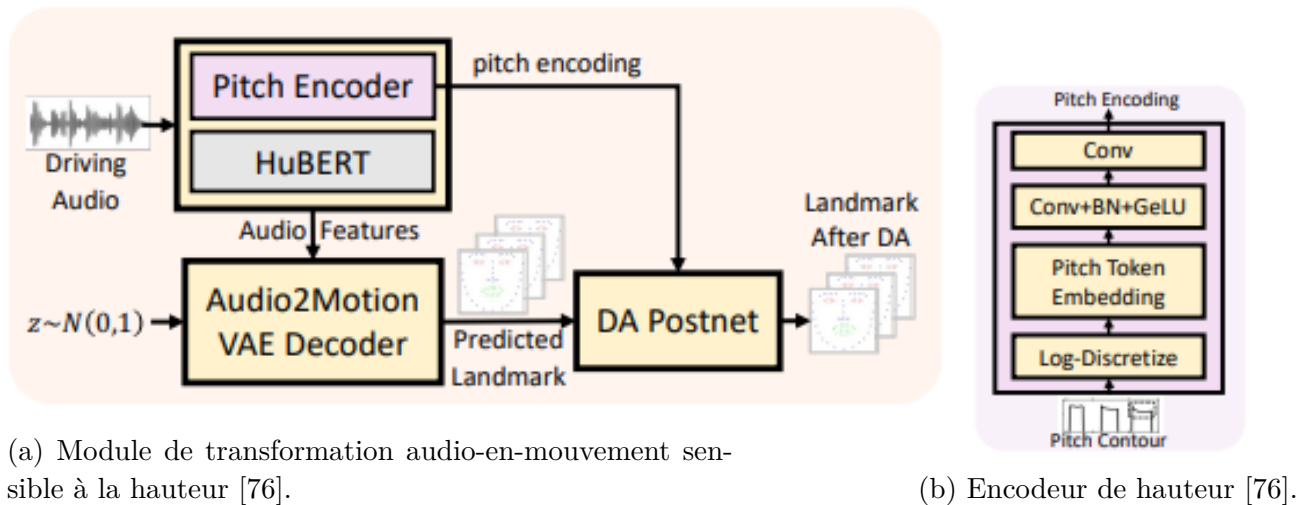 Pitch Encoder
pitch encoding
HuBERT
Driving
Audio
Audio Features
Landmark
After DA
z~N(0,1)
Audio2Motion
VAE Decoder
Predicted
Landmark
DA Postnet
(a) Module de transformation audio-en-mouvement sen-
sible à la hauteur [76].
Pitch Encoding
Conv
Conv+BN+GeLU
Pitch Token
Embedding
Log-Discretize
Pitch Contour
(b) Encodeur de hauteur [76].